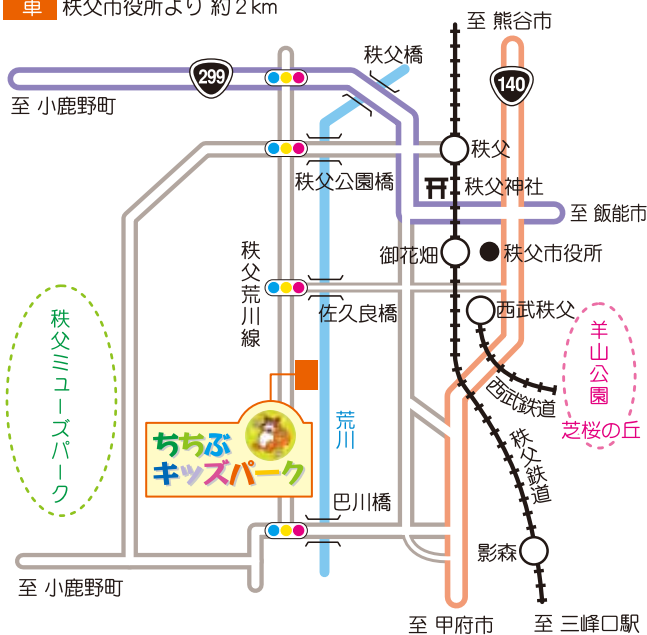 車 秩父市役所より 約2km
至 熊谷市
秩父橋
299
140
至 小鹿野町
秩父
秩父公園橋
秩父神社
至 飯能市
御花畑
秩父市役所
秩父荒川線
佐久良橋
西武秩父
秩父ミューズパーク
羊山公園
芝桜の丘
西武鉄道
荒川
ちちぶ
キッズパーク
秩父鉄道
巴川橋
影森
至 小鹿野町
至 甲府市
至 三峰口駅